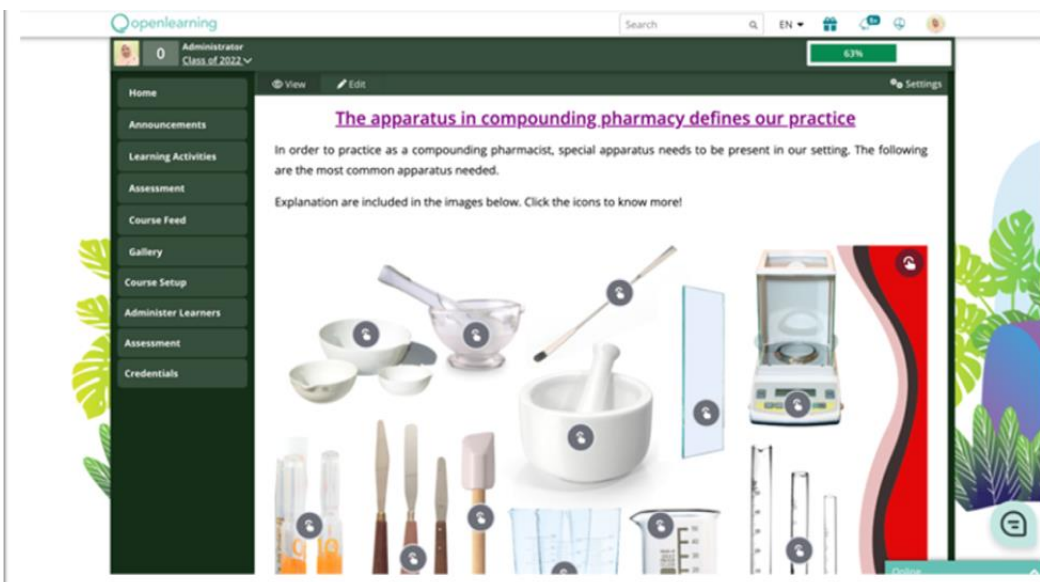 openlearning
Search
EN
0
Administrator
Class of 2022
63%
View
Edit
Settings
Home
Announcements
Learning Activities
Assessment
Course Feed
Gallery
Course Setup
Administer Learners
Assessment
Credentials
The apparatus in compounding pharmacy defines our practice
In order to practice as a compounding pharmacist, special apparatus needs to be present in our setting. The following
are the most common apparatus needed.
Explanation are included in the images below. Click the icons to know more!
Online